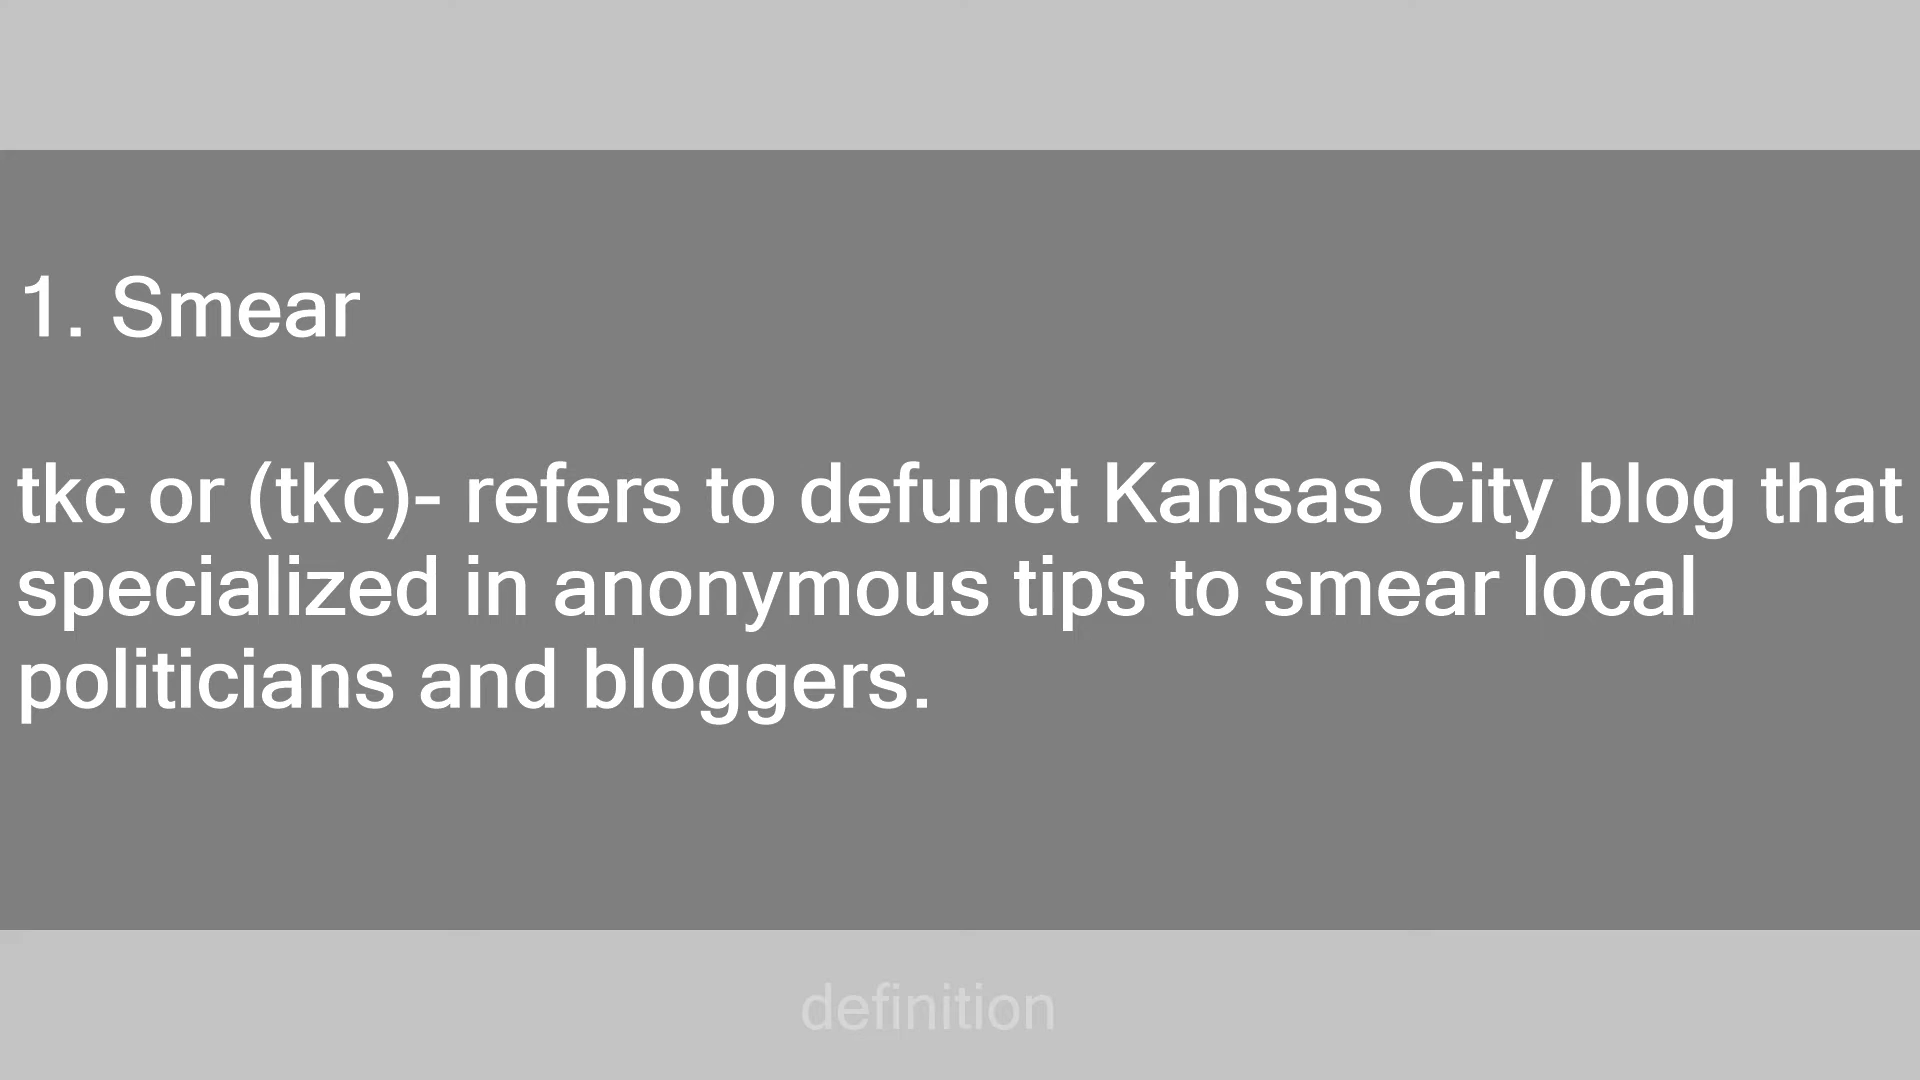 1. Smear
tkc or (tkc)- refers to defunct Kansas City blog that
specialized in anonymous tips to smear local
politicians and bloggers.
definition